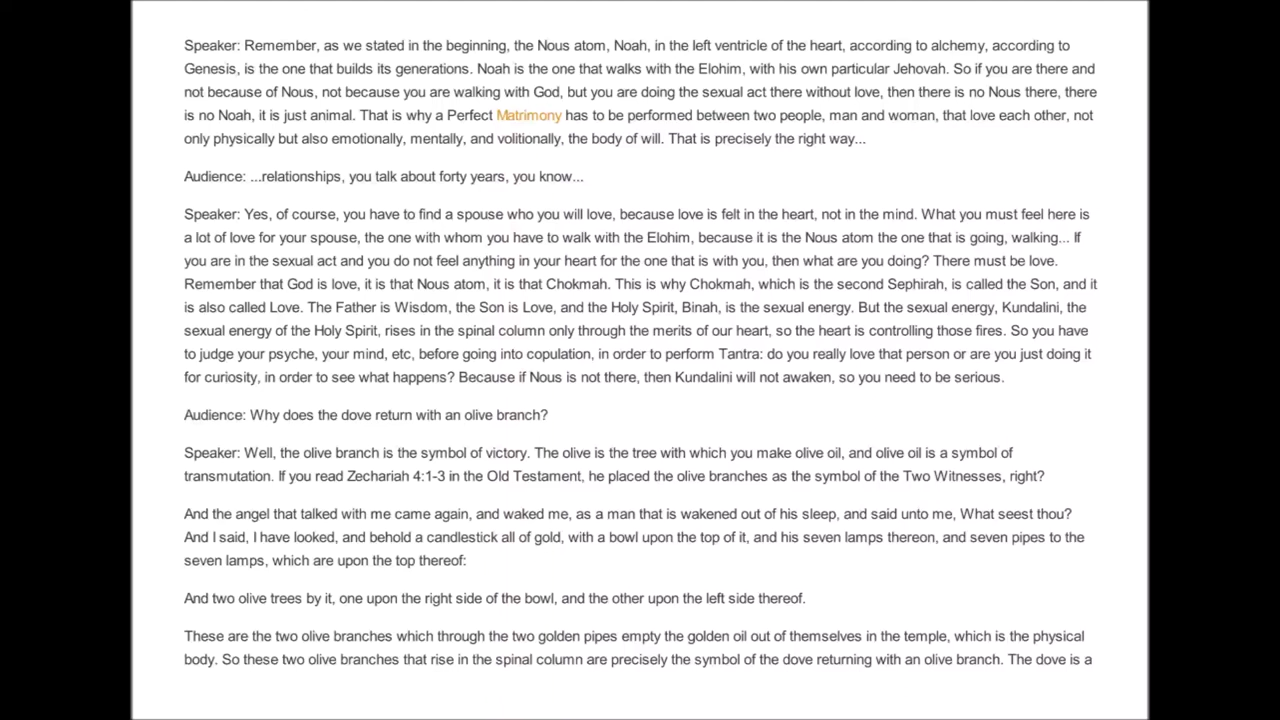 Speaker: Remember, as we stated in the beginning, the Nous atom, Noah, in the left ventricle of the heart, according to alchemy, according to
Genesis, is the one that builds its generations. Noah is the one that walks with the Elohim, with his own particular Jehovah. So if you are there and
not because of Nous, not because you are walking with God, but you are doing the sexual act there without love, then there is no Nous there, there
is no Noah, it is just animal. That is why a Perfect Matrimony has to be performed between two people, man and woman, that love each other, not
only physically but also emotionally, mentally, and volitionally, the body of will. That is precisely the right way...
Audience: ...relationships, you talk about forty years, you know...
Speaker: Yes, of course, you have to find a spouse who you will love, because love is felt in the heart, not in the mind. What you must feel here is
a lot of love for your spouse, the one with whom you have to walk with the Elohim, because it is the Nous atom the one that is going, walking... If
you are in the sexual act and you do not feel anything in your heart for the one that is with you, then what are you doing? There must be love.
Remember that God is love, it is that Nous atom, it is that Chokmah. This is why Chokmah, which is the second Sephirah, is called the Son, and it
is also called Love. The Father is Wisdom, the Son is Love, and the Holy Spirit, Binah, is the sexual energy. But the sexual energy, Kundalini, the
sexual energy of the Holy Spirit, rises in the spinal column only through the merits of our heart, so the heart is controlling those fires. So you have
to judge your psyche, your mind, etc, before going into copulation, in order to perform Tantra: do you really love that person or are you just doing it
for curiosity, in order to see what happens? Because if Nous is not there, then Kundalini will not awaken, so you need to be serious.
Audience: Why does the dove return with an olive branch?
Speaker: Well, the olive branch is the symbol of victory. The olive is the tree with which you make olive oil, and olive oil is a symbol of
transmutation. If you read Zechariah 4:1-3 in the Old Testament, he placed the olive branches as the symbol of the Two Witnesses, right?
And the angel that talked with me came again, and waked me, as a man that is wakened out of his sleep, and said unto me, What seest thou?
And I said, I have looked, and behold a candlestick all of gold, with a bowl upon the top of it, and his seven lamps thereon, and seven pipes to the
seven lamps, which are upon the top thereof:
And two olive trees by it, one upon the right side of the bowl, and the other upon the left side thereof.
These are the two olive branches which through the two golden pipes empty the golden oil out of themselves in the temple, which is the physical
body. So these two olive branches that rise in the spinal column are precisely the symbol of the dove returning with an olive branch. The dove is a